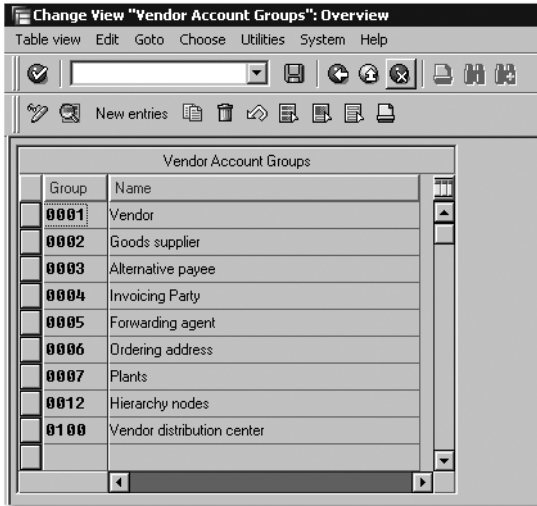 Change View "Vendor Account Groups": Overview
Table view Edit Goto Choose Utilities System Help
New entries
Vendor Account Groups
Group Name
0001 Vendor
0002 Goods supplier
0003 Alternative payee
0004 Invoicing Party
0005 Forwarding agent
0006 Ordering address
0007 Plants
0012 Hierarchy nodes
0100 Vendor distribution center